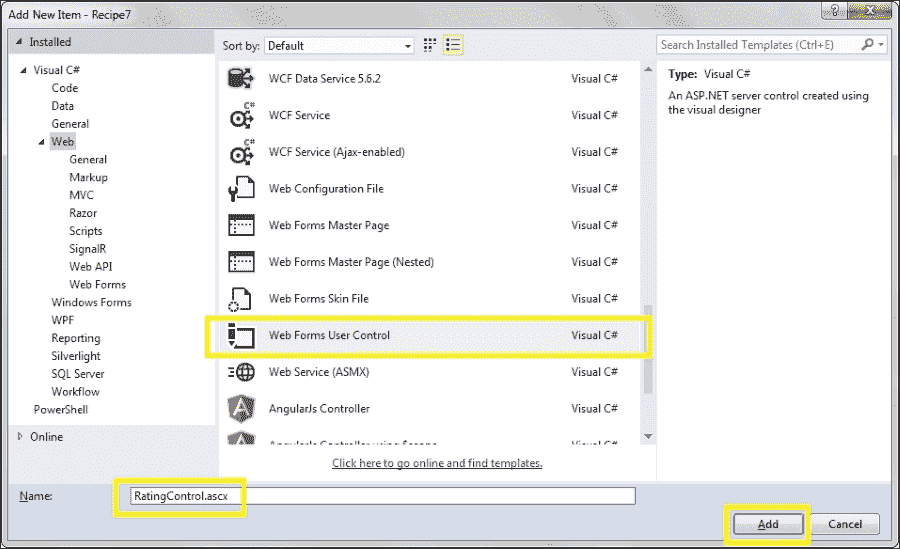 Add New Item - Recipe7
Installed
Sort by: Default
Search Installed Templates (Ctrl+E)
Visual C#
Code
Data
General
Web
General
Markup
MVC
Razor
Scripts
SignalR
Web API
Web Forms
Windows Forms
WPF
Reporting
Silverlight
SQL Server
Workflow
PowerShell
Online
WCF Data Service 5.6.2 Visual C#
WCF Service Visual C#
WCF Service (Ajax-enabled) Visual C#
Web Configuration File Visual C#
Web Forms Master Page Visual C#
Web Forms Master Page (Nested) Visual C#
Web Forms Skin File Visual C#
Web Forms User Control Visual C#
Web Service (ASMX) Visual C#
AngularJs Controller Visual C#
AngularJs Controller using $scope Visual C#
Click here to go online and find templates.
Type: Visual C#
An ASP.NET server control created using
the visual designer
Name: RatingControl.ascx
Add Cancel